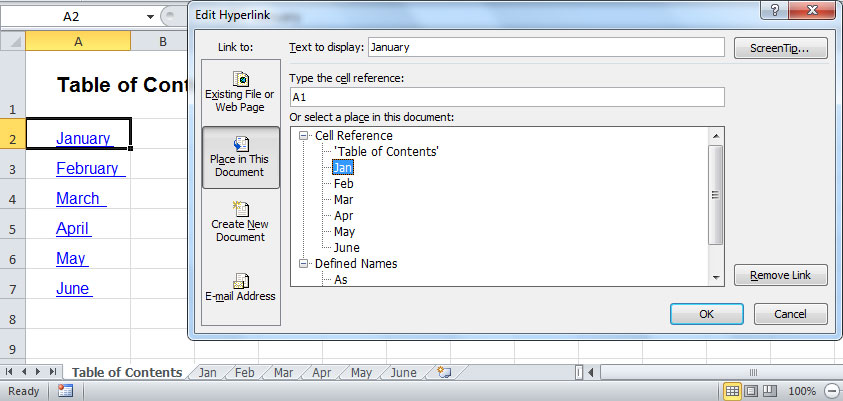 A2
Edit Hyperlink
Link to:
Text to display: January
ScreenTip...
Type the cell reference:
A1
Or select a place in this document:
Existing File or
Web Page
Place in This
Document
Create New
Document
E-mail Address
Cell Reference
'Table of Contents'
Jan
Feb
Mar
Apr
May
June
Defined Names
As
Remove Link
OK
Cancel
A B
1 Table of Cont
2 January
3 February
4 March
5 April
6 May
7 June
8
9
Table of Contents Jan Feb Mar Apr May June
Ready
100%